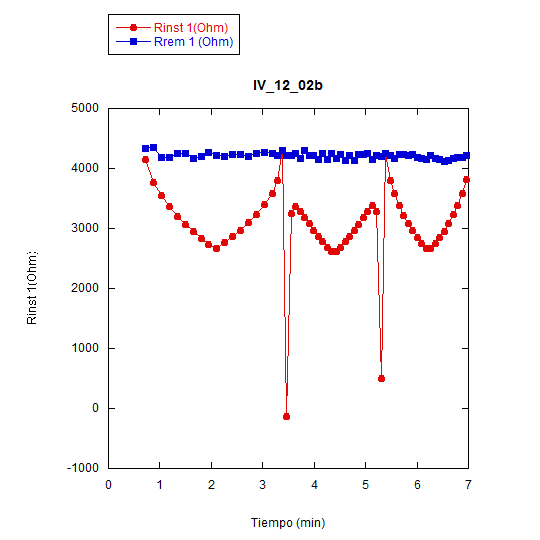 Rinst 1(Ohm)
Rrem 1 (Ohm)
IV_12_02b
5000
4000
3000
2000
1000
0
-1000
Rinst 1(Ohm)
0 1 2 3 4 5 6 7
Tiempo (min)